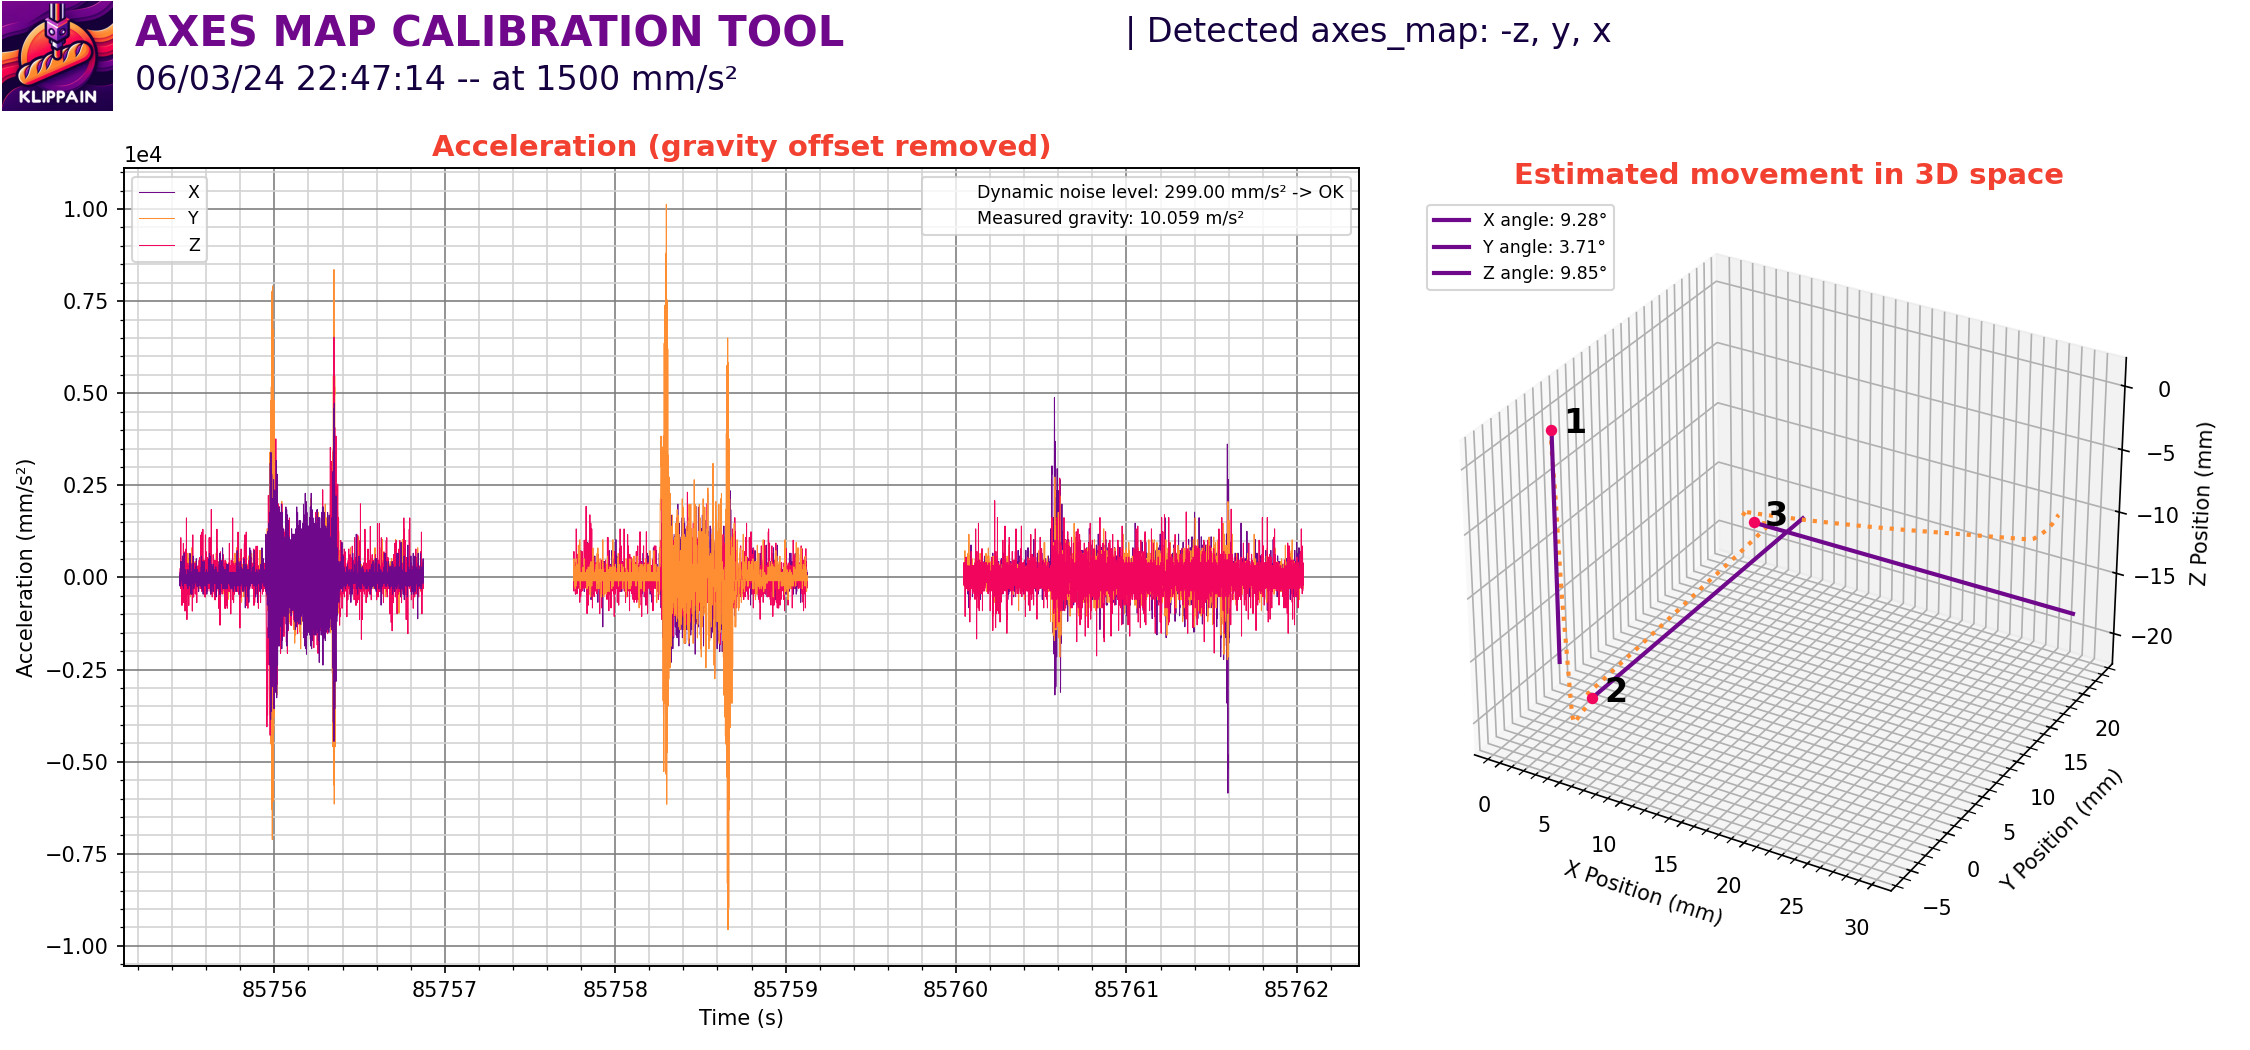 KLIPPAIN
AXES MAP CALIBRATION TOOL
| Detected axes_map: -z, y, x
06/03/24 22:47:14 -- at 1500 mm/s²
Acceleration (gravity offset removed)
1e4
X
Y
Z
Dynamic noise level: 299.00 mm/s² -> OK
Measured gravity: 10.059 m/s²
1.00
0.75
0.50
0.25
0.00
−0.25
−0.50
−0.75
−1.00
Acceleration (mm/s²)
85756
85757
85758
85759
85760
85761
85762
Time (s)
Estimated movement in 3D space
X angle: 9.28°
Y angle: 3.71°
Z angle: 9.85°
1
3
2
0
−5
−10
−15
−20
Z Position (mm)
20
15
10
5
0
−5
Y Position (mm)
0
5
10
15
20
25
30
X Position (mm)